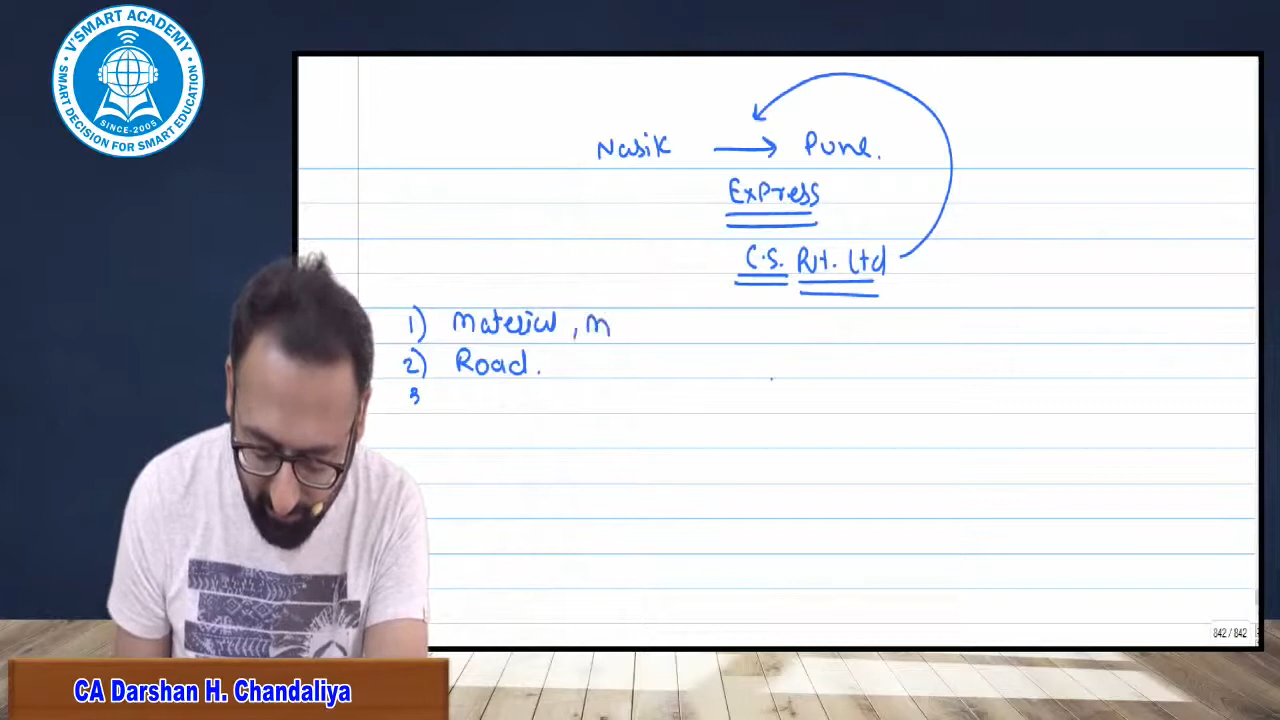 V'SMART ACADEMY
SMART DECISION FOR SMART EDUCATION
SINCE-2005
Nasik → Pune.
Express
C.S. Pvt. Ltd
1) Material, M
2) Road.
3
842 / 842
CA Darshan H. Chandaliya